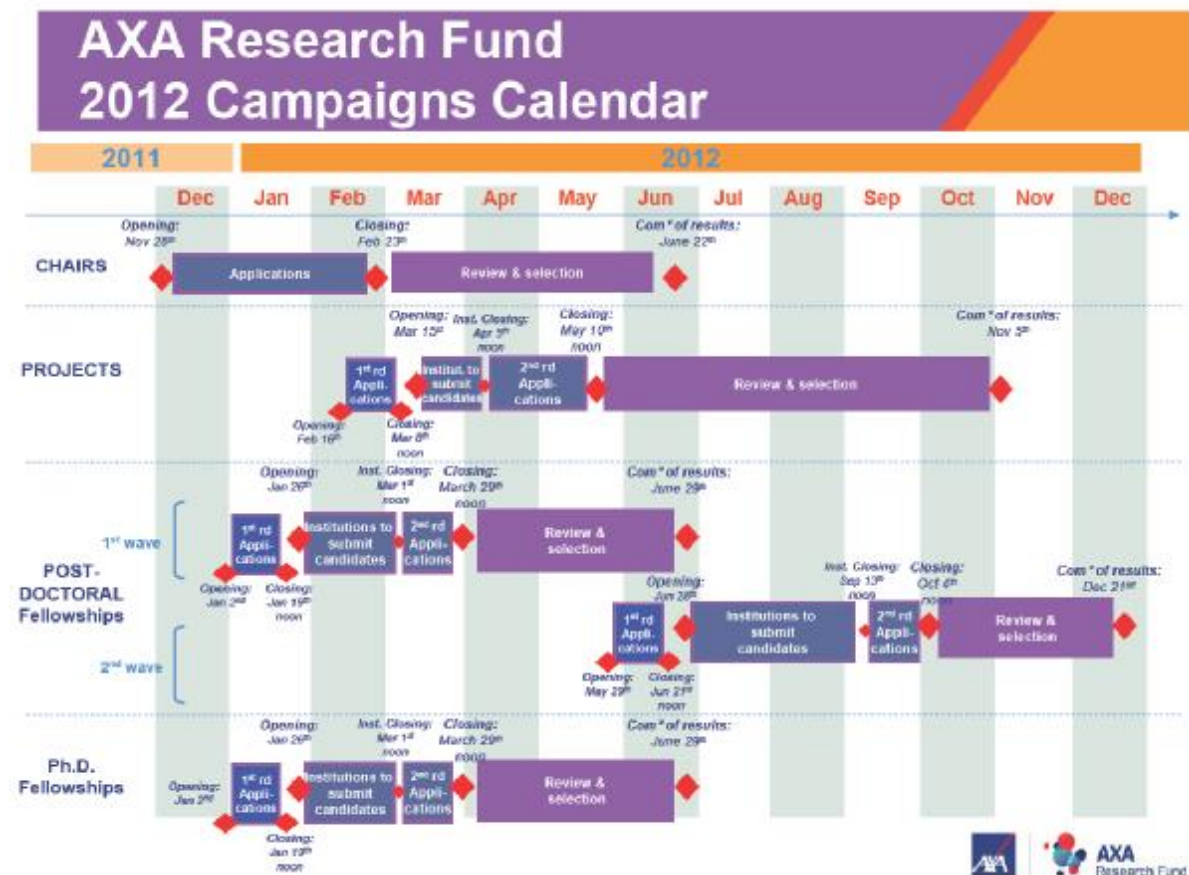 AXA Research Fund
2012 Campaigns Calendar
2011
2012
Dec Jan Feb Mar Apr May Jun Jul Aug Sep Oct Nov Dec
Opening:
Nov 28th
Closing:
Feb 23th
Com° of results:
June 22th
CHAIRS
Applications
Review & selection
Opening:
Mar 15st
Inst. Closing:
Apr 5th
noon
Closing:
May 10th
noon
Com° of results:
Nov 5th
PROJECTS
1st rd
Appli-
cations
Institut. to
submit
candidates
2nd rd
Appli-
cations
Review & selection
Opening:
Feb 16th
Closing:
Mar 8th
noon
Opening:
Jan 26th
Inst. Closing:
Mar 1st
noon
Closing:
March 29th
noon
Com° of results:
June 29th
1st wave
1st rd
Appli-
cations
Institutions to
submit
candidates
2nd rd
Appli-
cations
Review &
selection
Opening:
Jan 2nd
Closing:
Jan 19th
noon
POST-
DOCTORAL
Fellowships
Opening:
Jun 28th
Inst. Closing:
Sep 13th
noon
Closing:
Oct 4th
noon
Com° of results:
Dec 21st
2nd wave
1st rd
Appli-
cations
Institutions to
submit
candidates
2nd rd
Appli-
cations
Review &
selection
Opening:
May 29th
Closing:
Jun 21st
noon
Opening:
Jan 26th
Inst. Closing:
Mar 1st
noon
Closing:
March 29th
noon
Com° of results:
June 29th
Ph.D.
Fellowships
Opening:
Jan 2nd
1st rd
Appli-
cations
Institutions to
submit
candidates
2nd rd
Appli-
cations
Review &
selection
Closing:
Jan 19th
noon
AXA
AXA
Research Fund